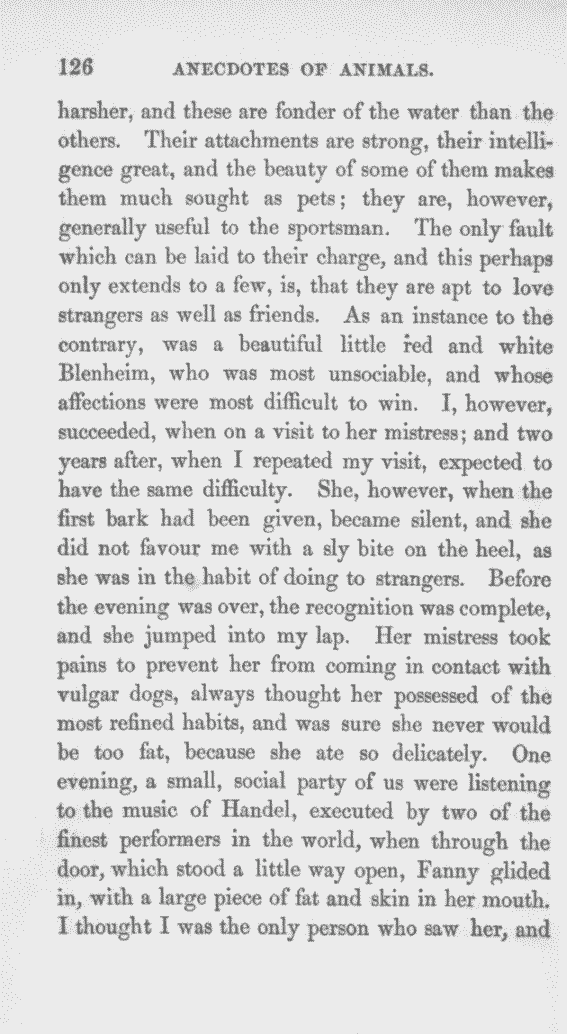 126 ANECDOTES OF ANIMALS.
harsher, and these are fonder of the water than the
others. Their attachments are strong, their intelli-
gence great, and the beauty of some of them makes
them much sought as pets; they are, however,
generally useful to the sportsman. The only fault
which can be laid to their charge, and this perhaps
only extends to a few, is, that they are apt to love
strangers as well as friends. As an instance to the
contrary, was a beautiful little red and white
Blenheim, who was most unsociable, and whose
affections were most difficult to win. I, however,
succeeded, when on a visit to her mistress; and two
years after, when I repeated my visit, expected to
have the same difficulty. She, however, when the
first bark had been given, became silent, and she
did not favour me with a sly bite on the heel, as
she was in the habit of doing to strangers. Before
the evening was over, the recognition was complete,
and she jumped into my lap. Her mistress took
pains to prevent her from coming in contact with
vulgar dogs, always thought her possessed of the
most refined habits, and was sure she never would
be too fat, because she ate so delicately. One
evening, a small, social party of us were listening
to the music of Handel, executed by two of the
finest performers in the world, when through the
door, which stood a little way open, Fanny glided
in, with a large piece of fat and skin in her mouth.
I thought I was the only person who saw her, and